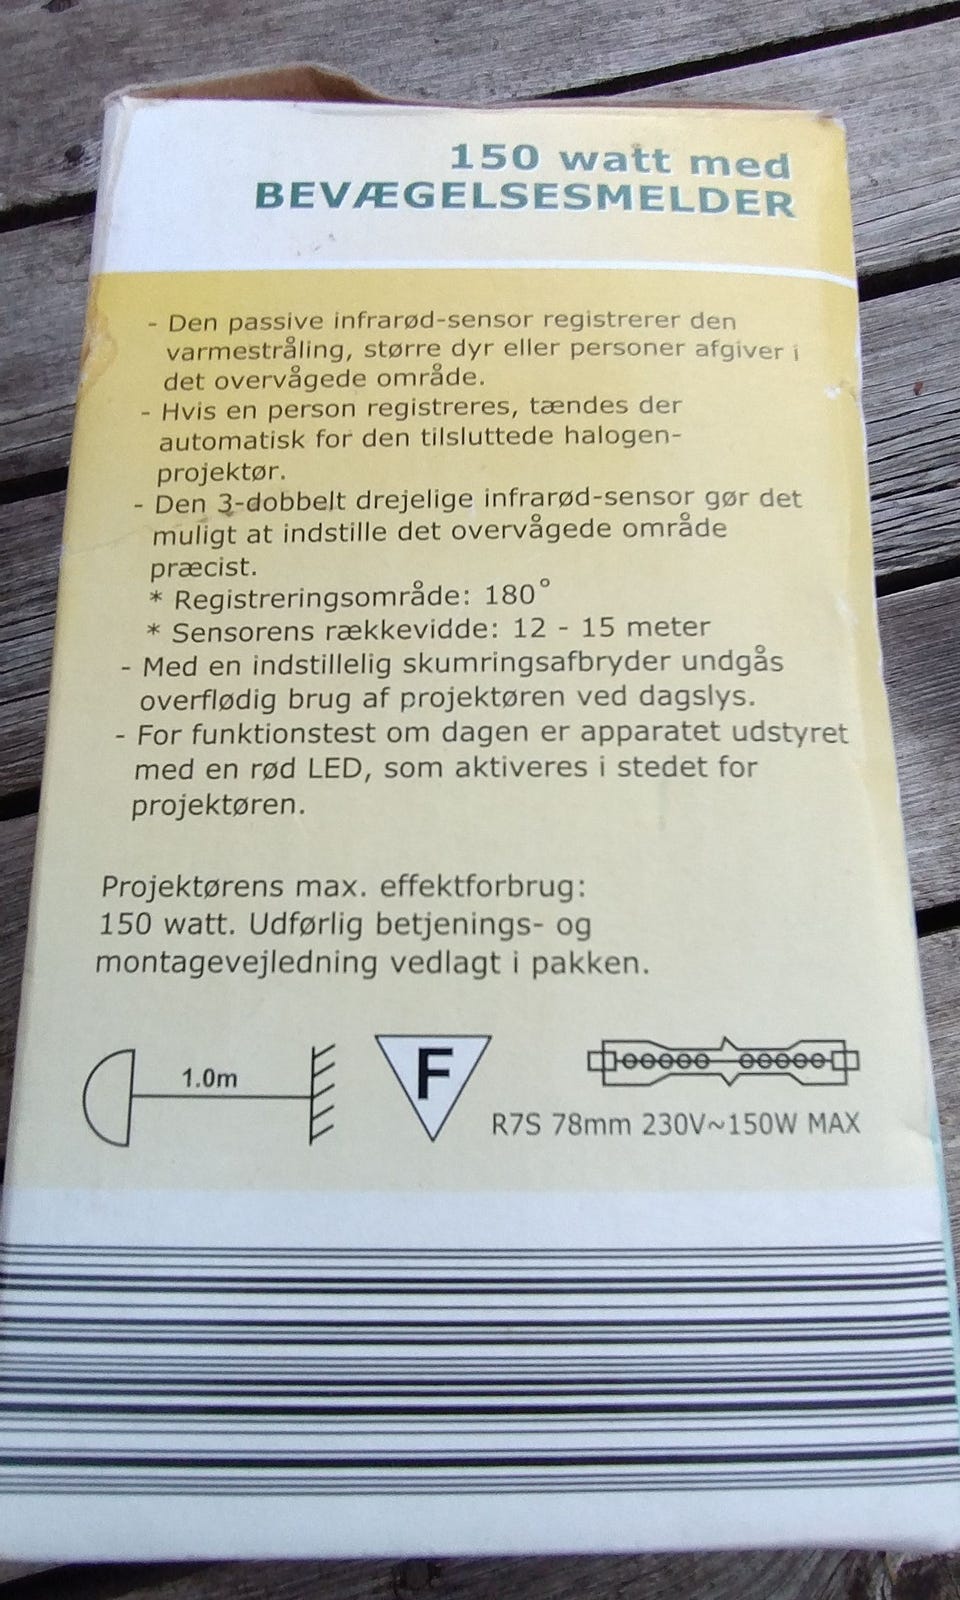 150 watt med
BEVÆGELSESMELDER
- Den passive infrarød-sensor registrerer den
varmestråling, større dyr eller personer afgiver i
det overvågede område.
- Hvis en person registreres, tændes der
automatisk for den tilsluttede halogen-
projektør.
- Den 3-dobbelt drejelige infrarød-sensor gør det
muligt at indstille det overvågede område
præcist.
* Registreringsområde: 180°
* Sensorens rækkevidde: 12 - 15 meter
- Med en indstillelig skumringsafbryder undgås
overflødig brug af projektøren ved dagslys.
- For funktionstest om dagen er apparatet udstyret
med en rød LED, som aktiveres i stedet for
projektøren.
Projektørens max. effektforbrug:
150 watt. Udførlig betjenings- og
montagevejledning vedlagt i pakken.
1.0m
F
R7S 78mm 230V~150W MAX